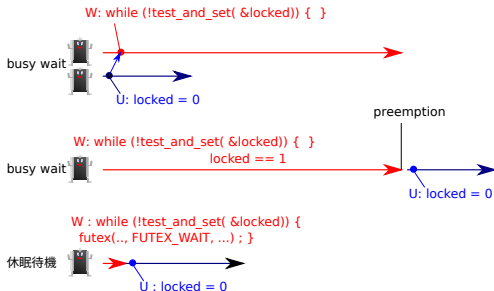 W: while (!test_and_set( &locked)) {  }
busy wait
U: locked = 0
preemption
W: while (!test_and_set( &locked)) {  }
locked == 1
busy wait
U: locked = 0
W : while (!test_and_set( &locked)) {
futex(.., FUTEX_WAIT, ...) ; }
休眠待機
U : locked = 0